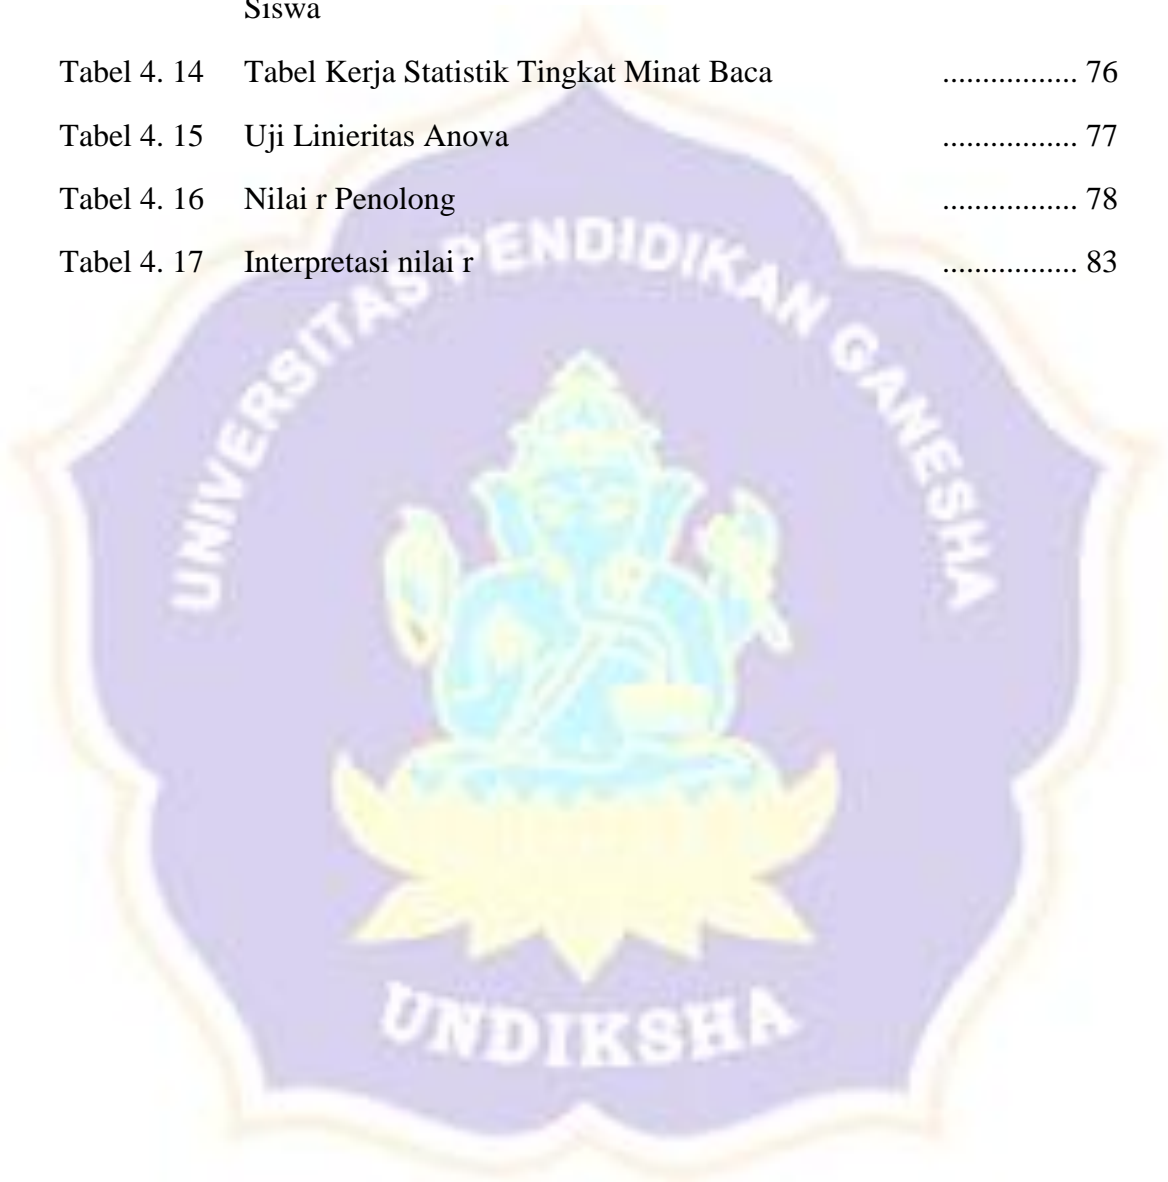 Siswa
Tabel 4. 14 Tabel Kerja Statistik Tingkat Minat Baca ................. 76
Tabel 4. 15 Uji Linieritas Anova ................. 77
Tabel 4. 16 Nilai r Penolong ................. 78
Tabel 4. 17 Interpretasi nilai r ................. 83
UNIVERSITAS PENDIDIKAN GANESHA
UNDIKSHA